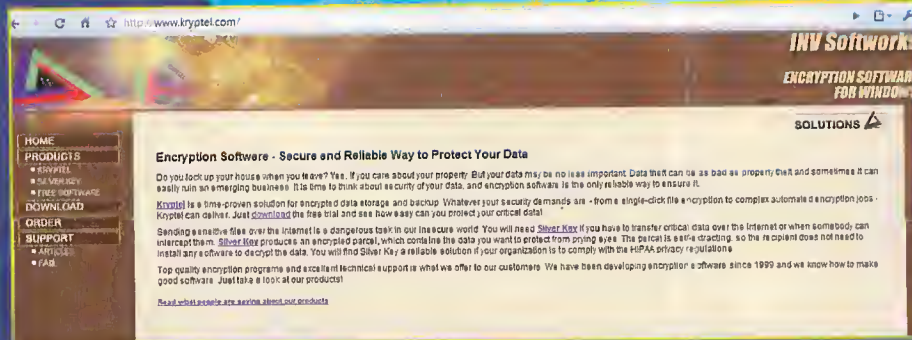 http://www.kryptel.com/
INV Softworks
ENCRYPTION SOFTWARE
FOR WINDOWS
SOLUTIONS
HOME
PRODUCTS
KRYPTEL
SILVER KEY
FREE SOFTWARE
DOWNLOAD
ORDER
SUPPORT
ARTICLES
FAQ
Encryption Software - Secure and Reliable Way to Protect Your Data
Do you lock up your house when you leave? Yes, if you care about your property. But your data may be no less important. Data theft can be as bad as property theft and sometimes it can
easily ruin an emerging business. It is time to think about security of your data, and encryption software is the only reliable way to ensure it.
Kryptel is a time-proven solution for encrypted data storage and backup. Whatever your security demands are - from a single-click file encryption to complex automated encryption jobs -
Kryptel can deliver. Just download the free trial and see how easy can you protect your critical data!
Sending sensitive files over the Internet is a dangerous task in our insecure world. You will need Silver Key if you have to transfer critical data over the Internet or when somebody can
intercept them. Silver Key produces an encrypted parcel, which contains the data you want to protect from prying eyes. The parcel is self-extracting, so the recipient does not need to
install any software to decrypt the data. You will find Silver Key a reliable solution if your organization is to comply with the HIPAA privacy regulations.
Top quality encryption programs and excellent technical support is what we offer to our customers. We have been developing encryption software since 1999 and we know how to make
good software. Just take a look at our products!
Read what people are saying about our products